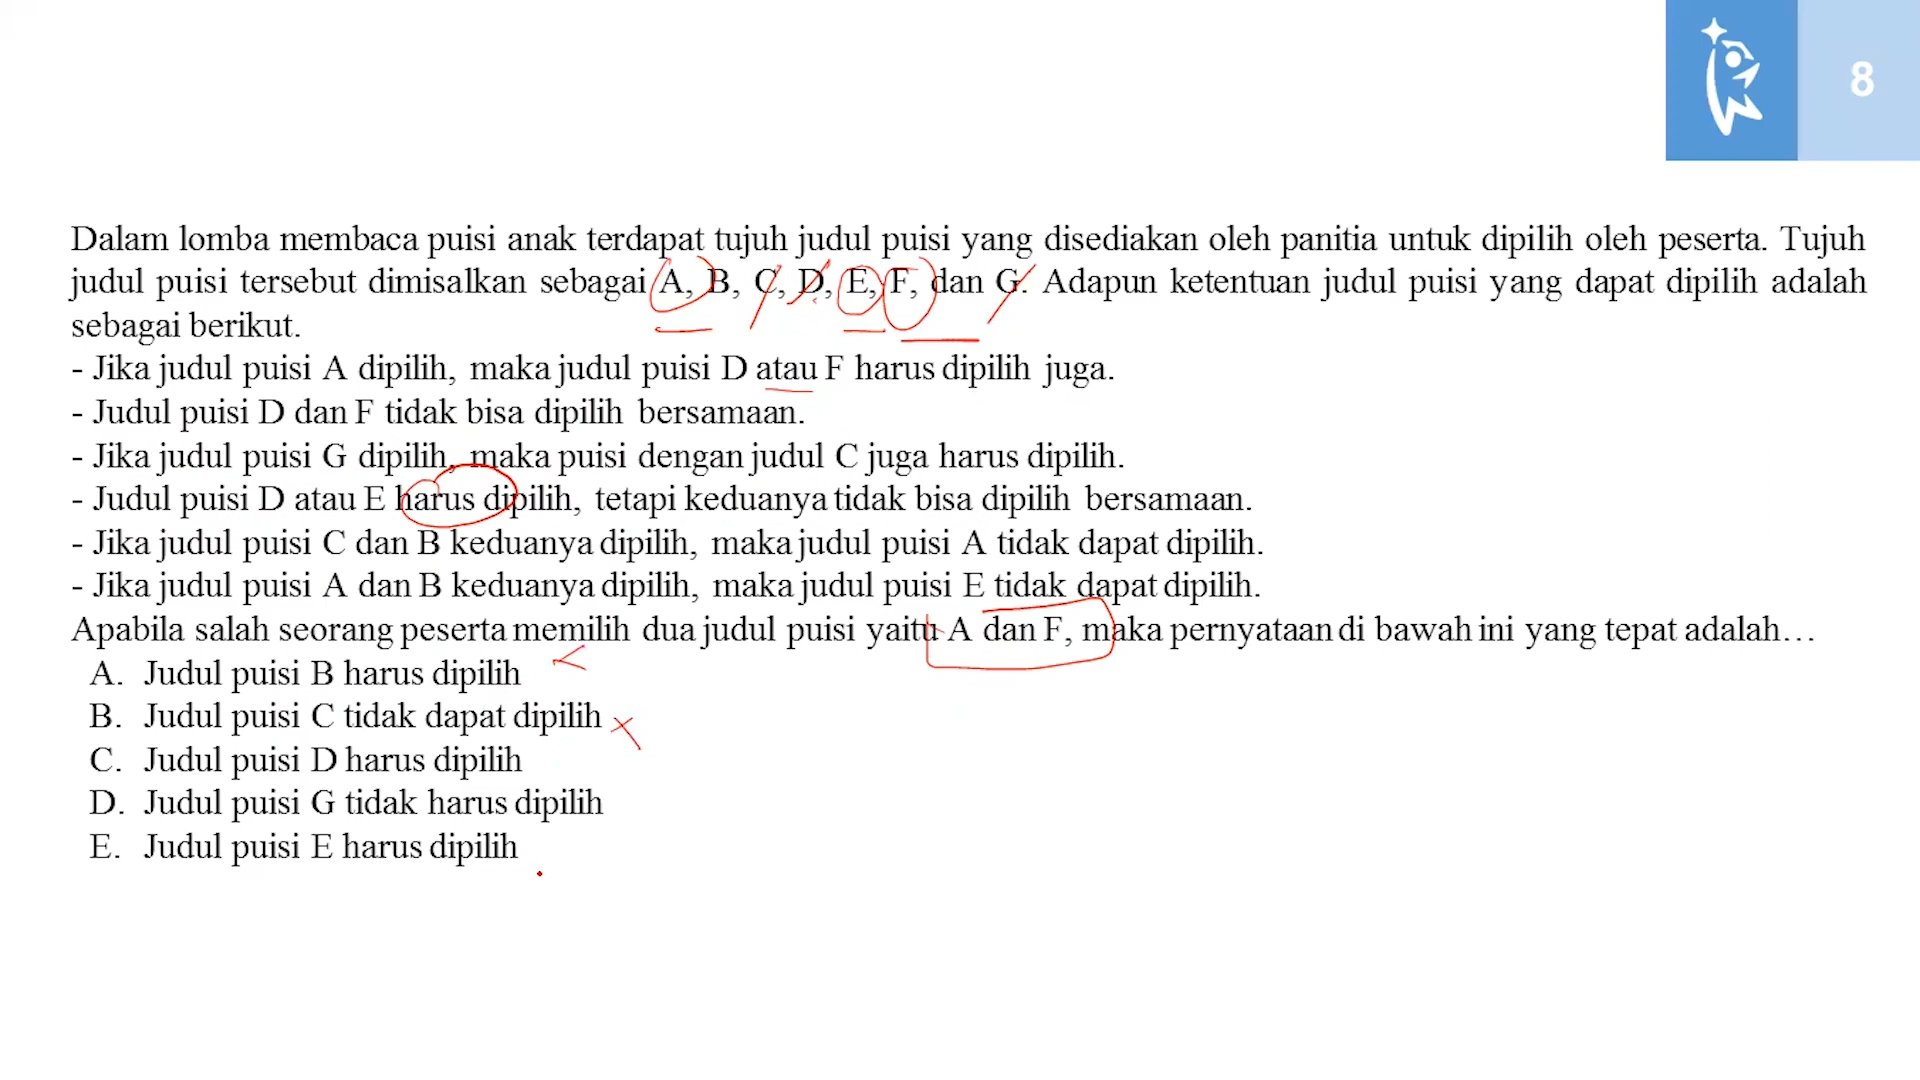 8
Dalam lomba membaca puisi anak terdapat tujuh judul puisi yang disediakan oleh panitia untuk dipilih oleh peserta. Tujuh
judul puisi tersebut dimisalkan sebagai A, B, C, D, E, F, dan G. Adapun ketentuan judul puisi yang dapat dipilih adalah
sebagai berikut.
- Jika judul puisi A dipilih, maka judul puisi D atau F harus dipilih juga.
- Judul puisi D dan F tidak bisa dipilih bersamaan.
- Jika judul puisi G dipilih, maka puisi dengan judul C juga harus dipilih.
- Judul puisi D atau E harus dipilih, tetapi keduanya tidak bisa dipilih bersamaan.
- Jika judul puisi C dan B keduanya dipilih, maka judul puisi A tidak dapat dipilih.
- Jika judul puisi A dan B keduanya dipilih, maka judul puisi E tidak dapat dipilih.
Apabila salah seorang peserta memilih dua judul puisi yaitu A dan F, maka pernyataan di bawah ini yang tepat adalah…
A. Judul puisi B harus dipilih
B. Judul puisi C tidak dapat dipilih
C. Judul puisi D harus dipilih
D. Judul puisi G tidak harus dipilih
E. Judul puisi E harus dipilih